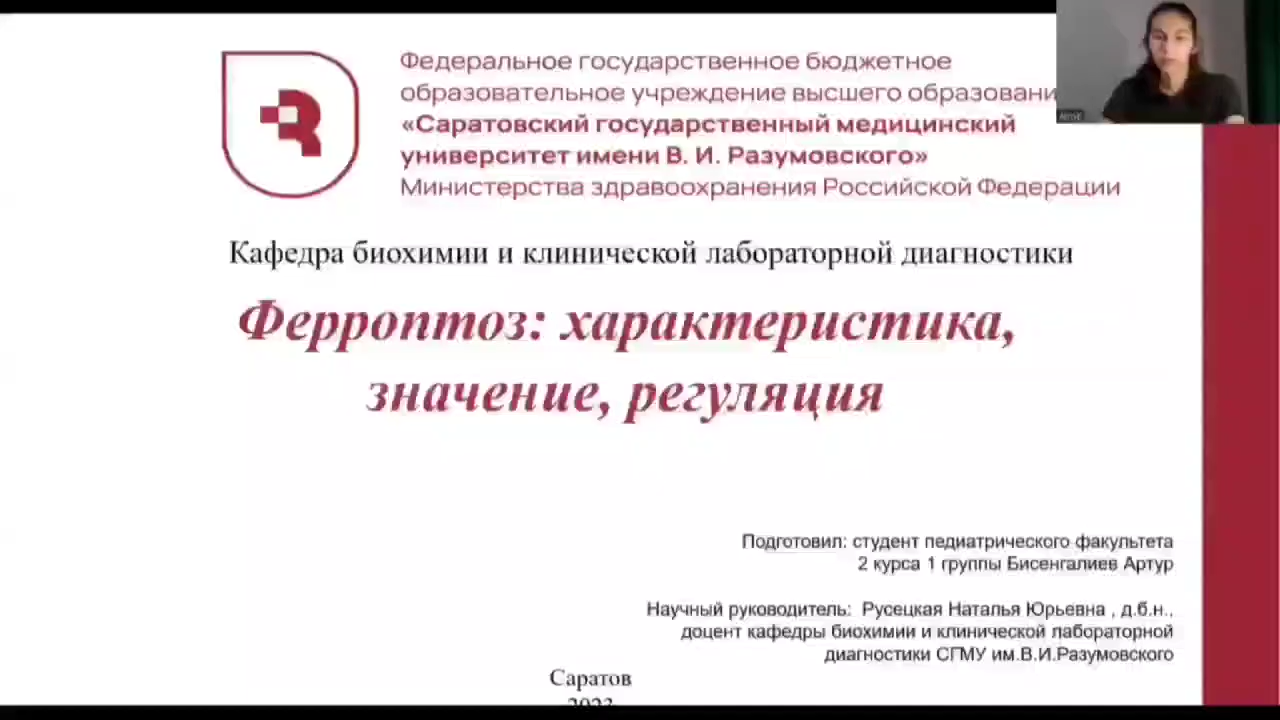 Федеральное государственное бюджетное
образовательное учреждение высшего образовани
«Саратовский государственный медицинский
университет имени В. И. Разумовского»
Министерства здравоохранения Российской Федерации
Кафедра биохимии и клинической лабораторной диагностики
Ферроптоз: характеристика,
значение, регуляция
Подготовил: студент педиатрического факультета
2 курса 1 группы Бисенгалиев Артур
Научный руководитель: Русецкая Наталья Юрьевна , д.б.н.,
доцент кафедры биохимии и клинической лабораторной
диагностики СГМУ им.В.И.Разумовского
Саратов
2023